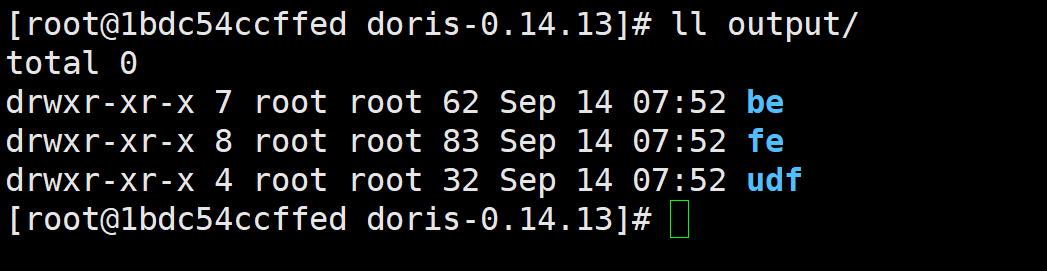 [root@1bdc54ccffed doris-0.14.13]# ll output/
total 0
drwxr-xr-x 7 root root 62 Sep 14 07:52 be
drwxr-xr-x 8 root root 83 Sep 14 07:52 fe
drwxr-xr-x 4 root root 32 Sep 14 07:52 udf
[root@1bdc54ccffed doris-0.14.13]#